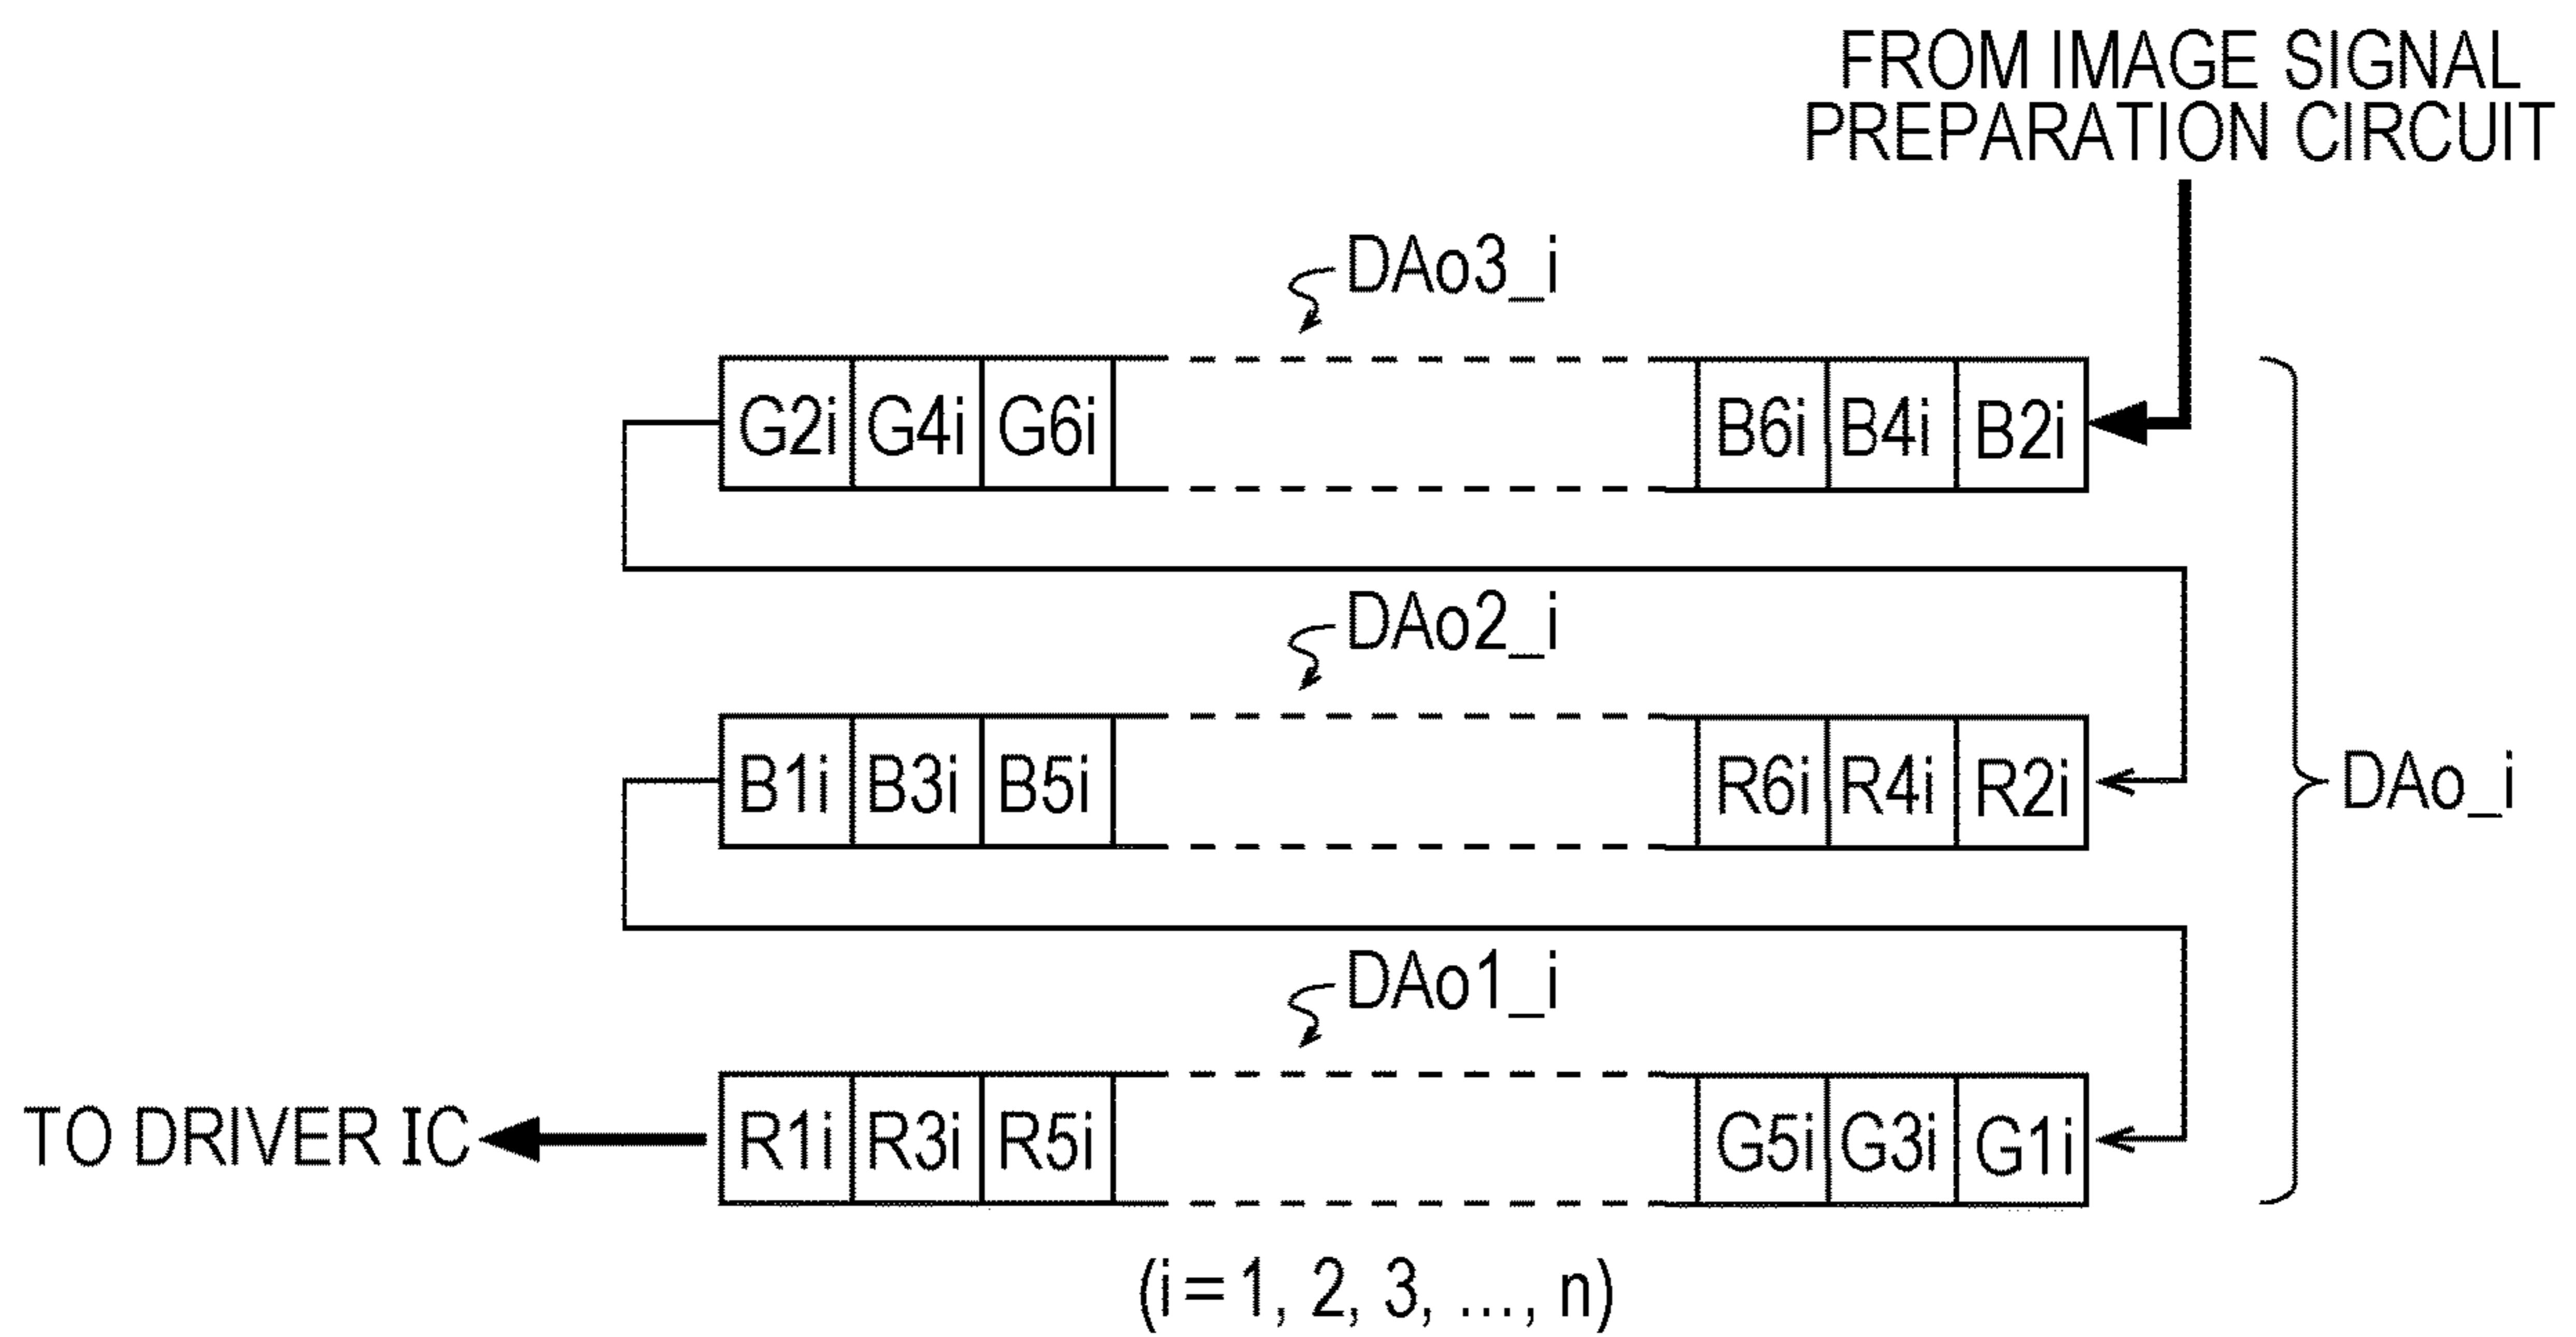 FROM IMAGE SIGNAL
PREPARATION CIRCUIT
DAo3_i
G2i G4i G6i B6i B4i B2i
DAo2_i
B1i B3i B5i R6i R4i R2i
DAo_i
DAo1_i
TO DRIVER IC R1i R3i R5i G5i G3i G1i
(i=1, 2, 3, ..., n)